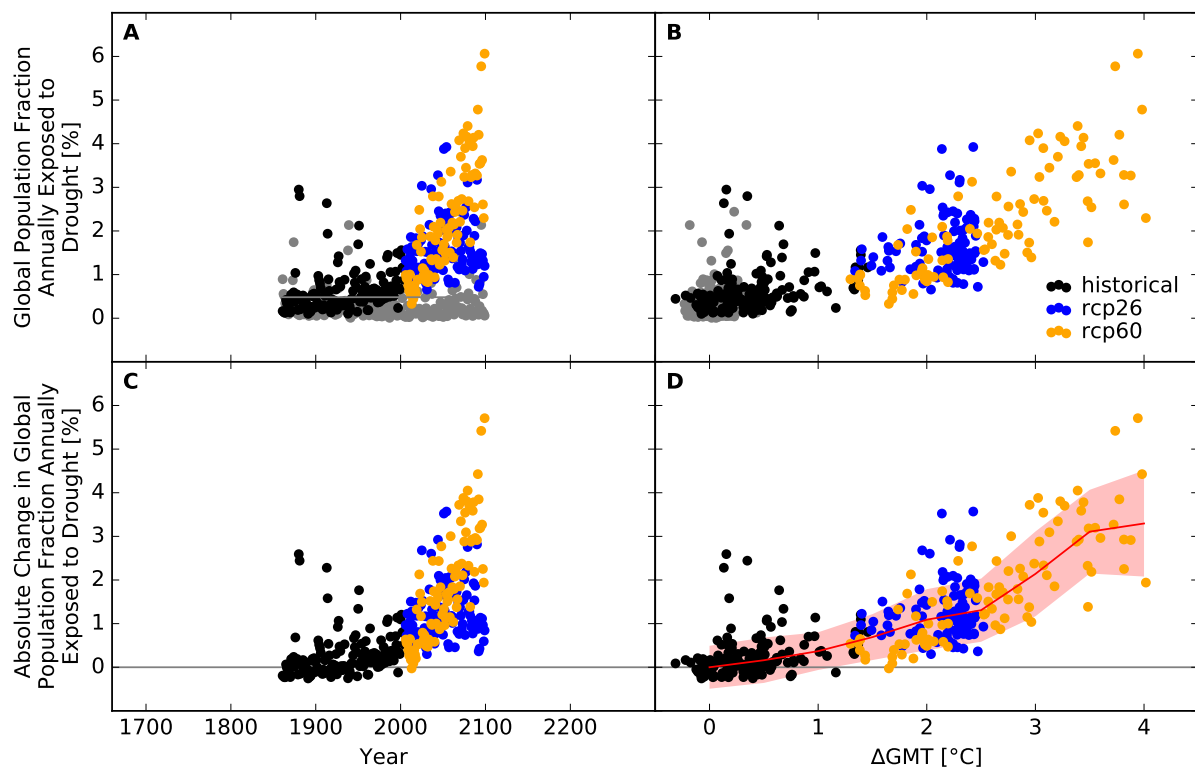 A
B
Global Population Fraction
Annually Exposed to
Drought [%]
6
5
4
3
2
1
0
historical
rcp26
rcp60
C
D
Absolute Change in Global
Population Fraction Annually
Exposed to Drought [%]
6
5
4
3
2
1
0
1700 1800 1900 2000 2100 2200
0 1 2 3 4
Year
ΔGMT [°C]